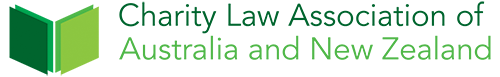 Charity Law Association of
Australia and New Zealand